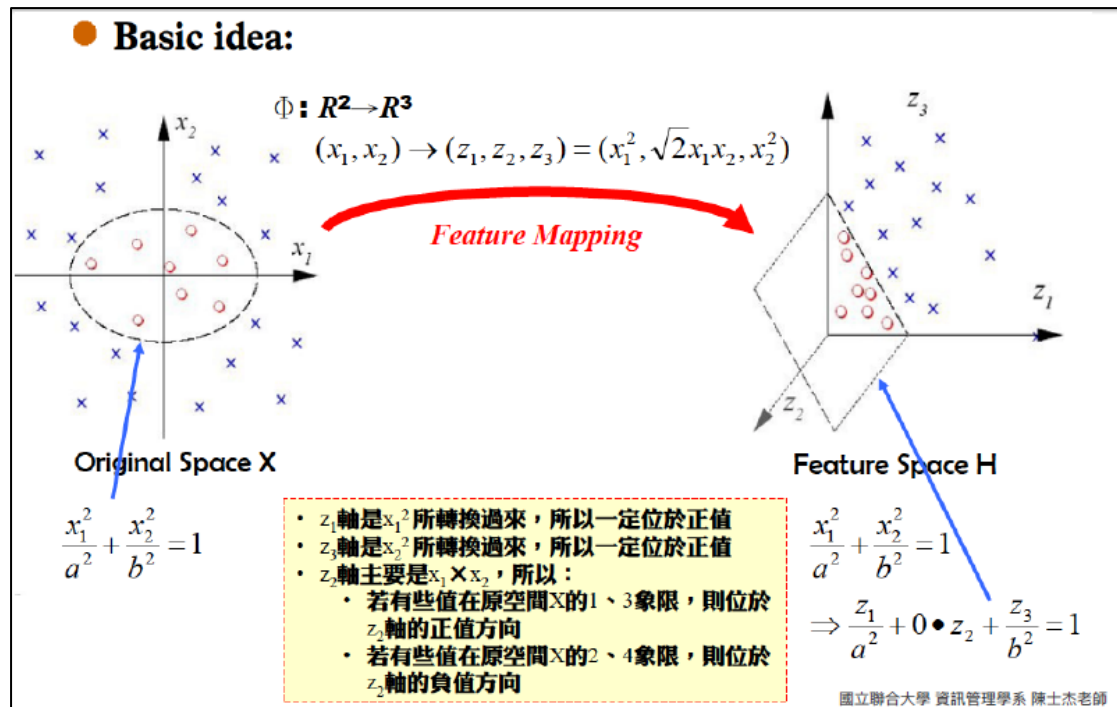 Basic idea:
Φ: R²→R³
(x₁, x₂) → (z₁, z₂, z₃) = (x₁², √2x₁x₂, x₂²)
Feature Mapping
x₂
x₁
z₃
z₁
z₂
Original Space X
Feature Space H
x₁²/a² + x₂²/b² = 1
• z₁軸是x₁²所轉換過來，所以一定位於正值
• z₃軸是x₂²所轉換過來，所以一定位於正值
• z₂軸主要是x₁×x₂，所以：
• 若有些值在原空間X的1、3象限，則位於
z₂軸的正值方向
• 若有些值在原空間X的2、4象限，則位於
z₂軸的負值方向
x₁²/a² + x₂²/b² = 1
⇒ z₁/a² + 0•z₂ + z₃/b² = 1
國立聯合大學 資訊管理學系 陳士杰老師